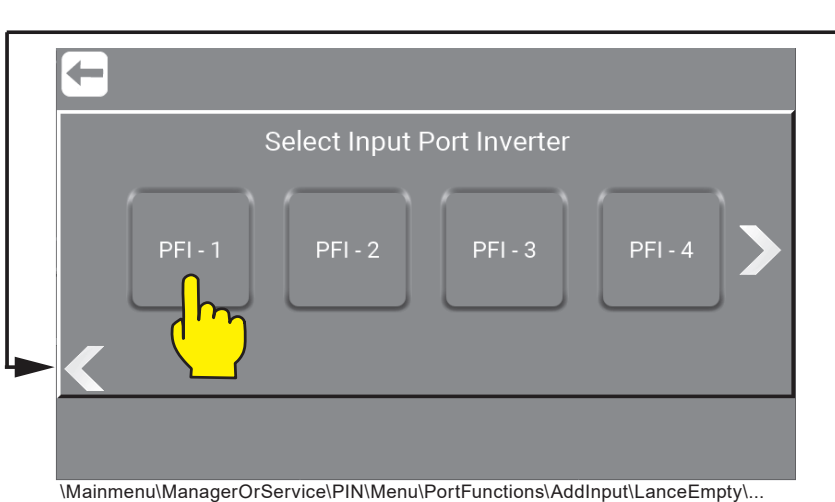 Select Input Port Inverter
PFI - 1 PFI - 2 PFI - 3 PFI - 4
\Mainmenu\ManagerOrService\PIN\Menu\PortFunctions\AddInput\LanceEmpty\...